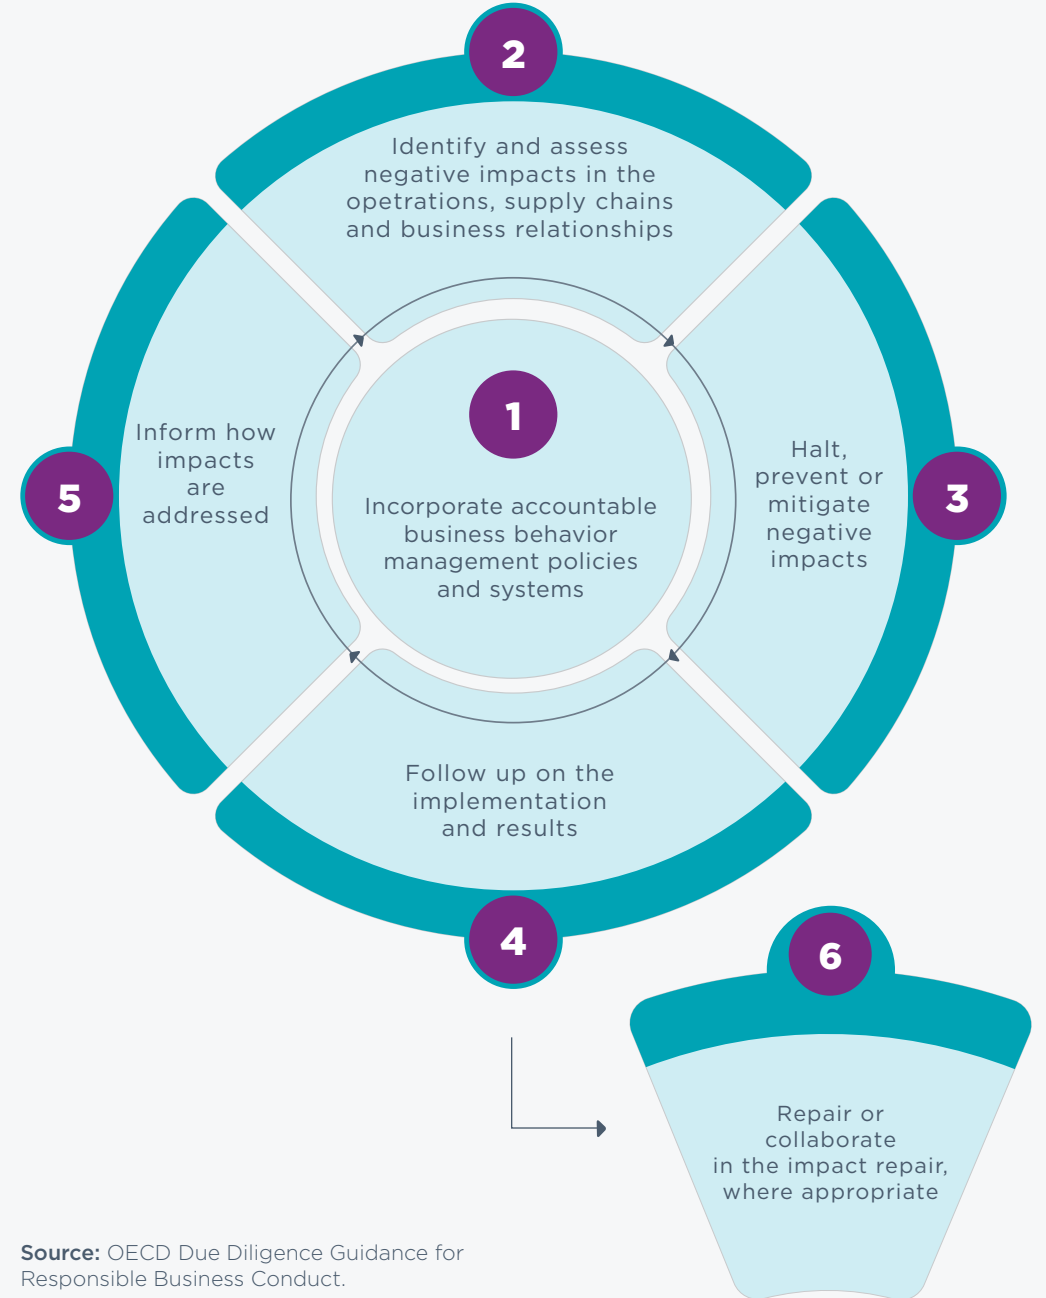 1
Incorporate accountable
business behavior
management policies
and systems
2
Identify and assess
negative impacts in the
opetrations, supply chains
and business relationships
3
Halt,
prevent or
mitigate
negative
impacts
4
Follow up on the
implementation
and results
5
Inform how
impacts
are
addressed
6
Repair or
collaborate
in the impact repair,
where appropriate
Source: OECD Due Diligence Guidance for
Responsible Business Conduct.